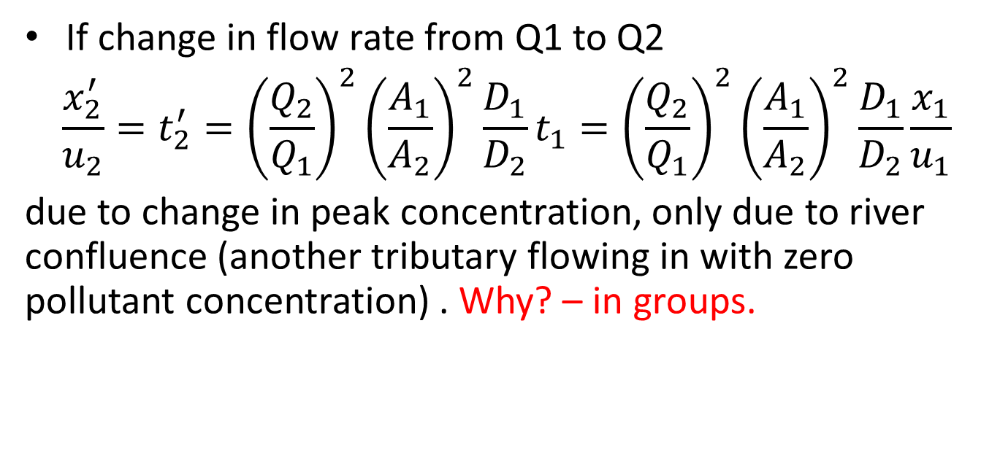 • If change in flow rate from Q1 to Q2
$\frac{x_2'}{u_2} = t_2' = \left(\frac{Q_2}{Q_1}\right)^2 \left(\frac{A_1}{A_2}\right)^2 \frac{D_1}{D_2} t_1 = \left(\frac{Q_2}{Q_1}\right)^2 \left(\frac{A_1}{A_2}\right)^2 \frac{D_1}{D_2} \frac{x_1}{u_1}$
due to change in peak concentration, only due to river
confluence (another tributary flowing in with zero
pollutant concentration) . Why? – in groups.